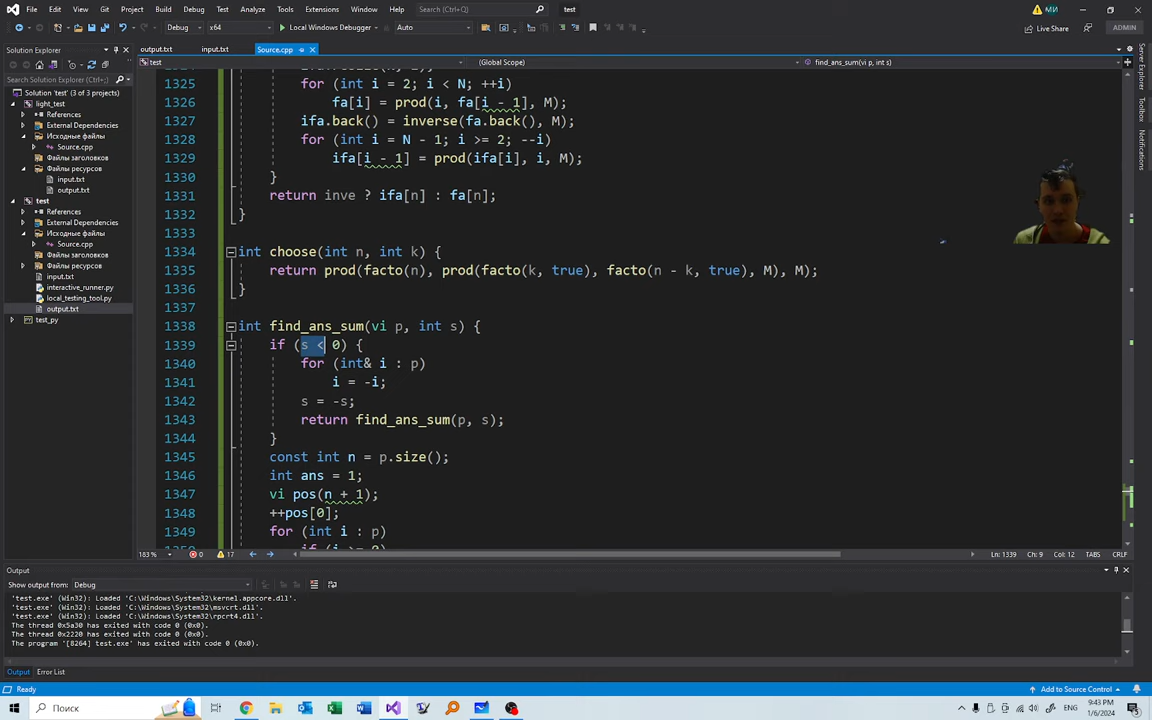 File Edit View Git Project Build Debug Test Analyze Tools Extensions Window Help Search (Ctrl+Q) test МИ
Debug x64 Local Windows Debugger Auto Live Share ADMIN
Solution Explorer
output.txt input.txt Source.cpp
test (Global Scope) find_ans_sum(vi p, int s)
Search Solution Explorer (Ctrl+;)
Solution 'test' (3 of 3 projects)
light_test
References
External Dependencies
Исходные файлы
Source.cpp
Файлы заголовков
Файлы ресурсов
input.txt
output.txt
test
References
External Dependencies
Исходные файлы
Source.cpp
Файлы заголовков
Файлы ресурсов
input.txt
interactive_runner.py
local_testing_tool.py
output.txt
test_py
1325 for (int i = 2; i < N; ++i)
1326 fa[i] = prod(i, fa[i - 1], M);
1327 ifa.back() = inverse(fa.back(), M);
1328 for (int i = N - 1; i >= 2; --i)
1329 ifa[i - 1] = prod(ifa[i], i, M);
1330 }
1331 return inve ? ifa[n] : fa[n];
1332 }
1333
1334 int choose(int n, int k) {
1335 return prod(facto(n), prod(facto(k, true), facto(n - k, true), M), M);
1336 }
1337
1338 int find_ans_sum(vi p, int s) {
1339 if (s < 0) {
1340 for (int& i : p)
1341 i = -i;
1342 s = -s;
1343 return find_ans_sum(p, s);
1344 }
1345 const int n = p.size();
1346 int ans = 1;
1347 vi pos(n + 1);
1348 ++pos[0];
1349 for (int i : p)
Server Explorer
Toolbox
Notifications
183 % 0 17 Ln: 1339 Ch: 9 Col: 12 TABS CRLF
Output
Show output from: Debug
'test.exe' (Win32): Loaded 'C:\Windows\System32\kernel.appcore.dll'.
'test.exe' (Win32): Loaded 'C:\Windows\System32\msvcrt.dll'.
'test.exe' (Win32): Loaded 'C:\Windows\System32\rpcrt4.dll'.
The thread 0x5a30 has exited with code 0 (0x0).
The thread 0x2220 has exited with code 0 (0x0).
The program '[8264] test.exe' has exited with code 0 (0x0).
Output Error List
Ready Add to Source Control
Поиск ENG 9:43 PM
1/6/2024